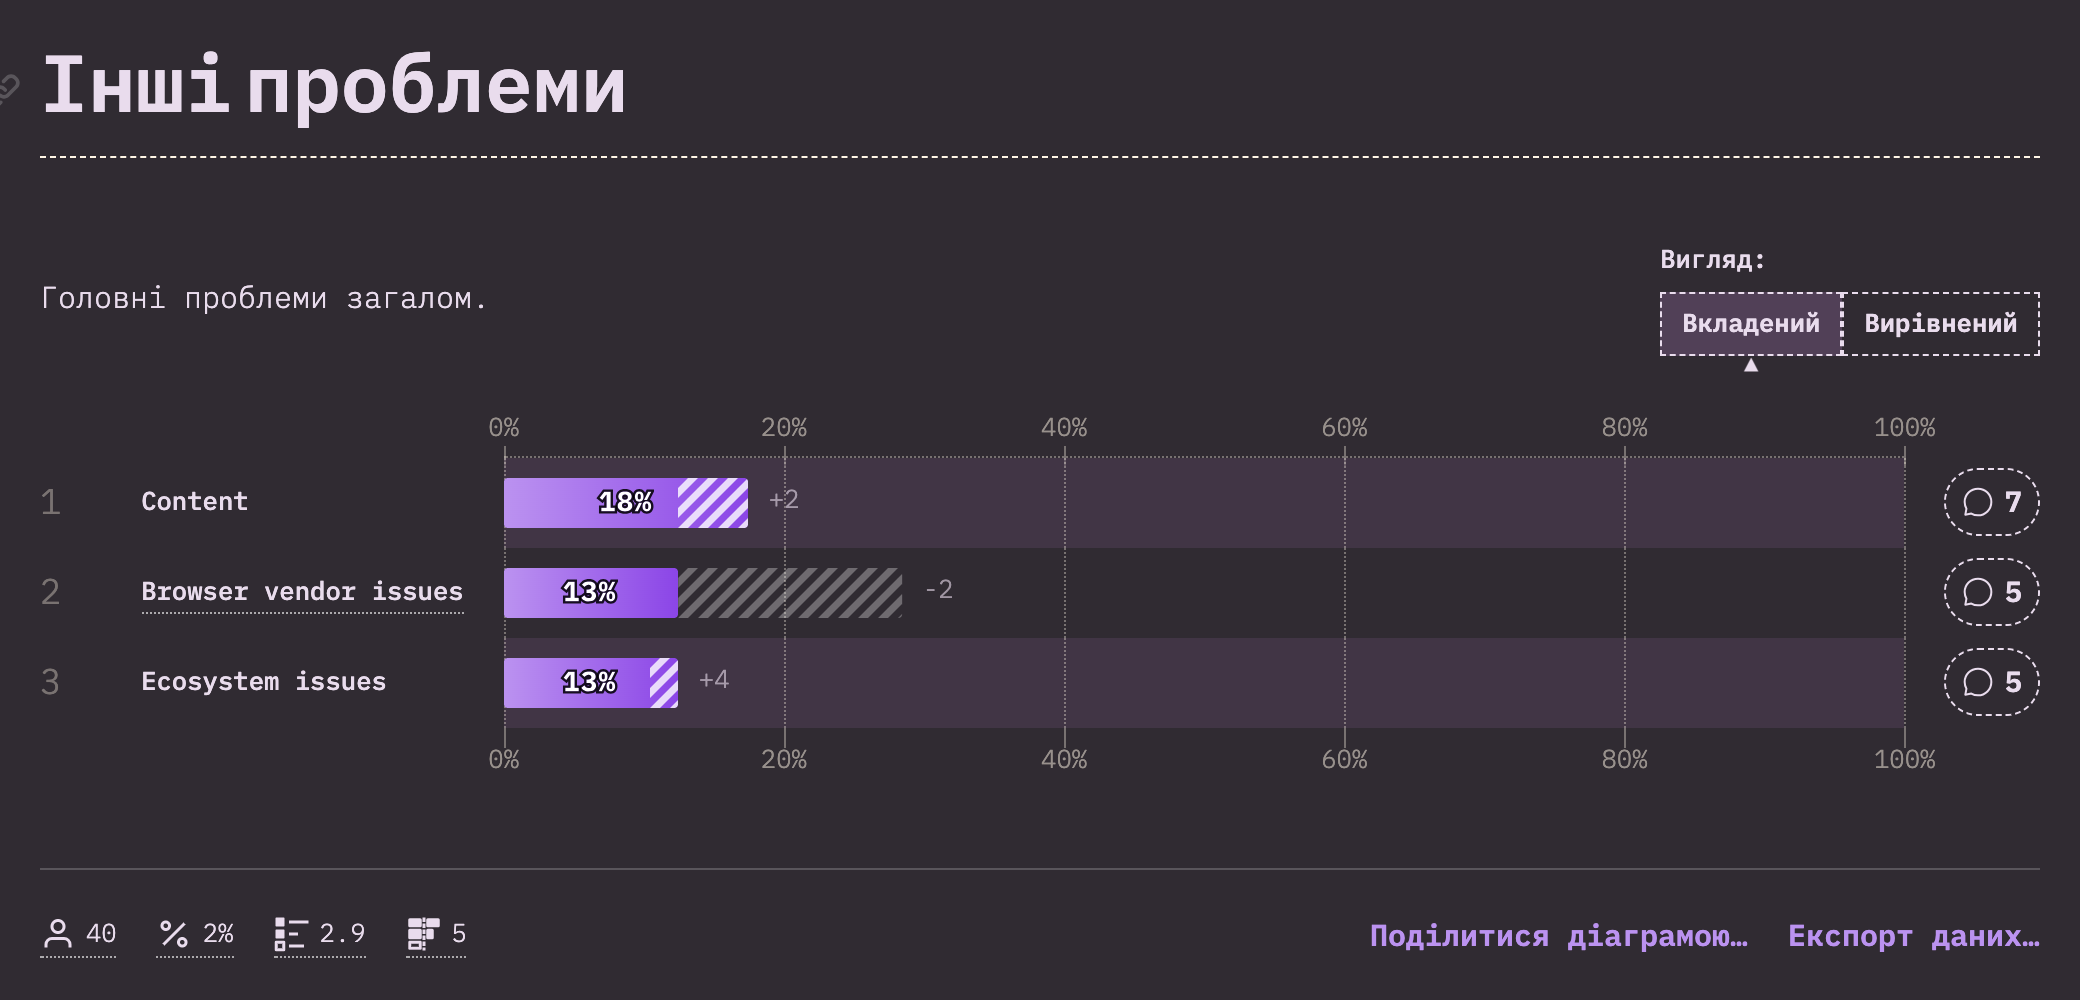 Інші проблеми
Головні проблеми загалом.
Вигляд:
Вкладений Вирівнений
0% 20% 40% 60% 80% 100%
1 Content 18% +2 7
2 Browser vendor issues 13% -2 5
3 Ecosystem issues 13% +4 5
0% 20% 40% 60% 80% 100%
40 2% 2.9 5 Поділитися діаграмою… Експорт даних…